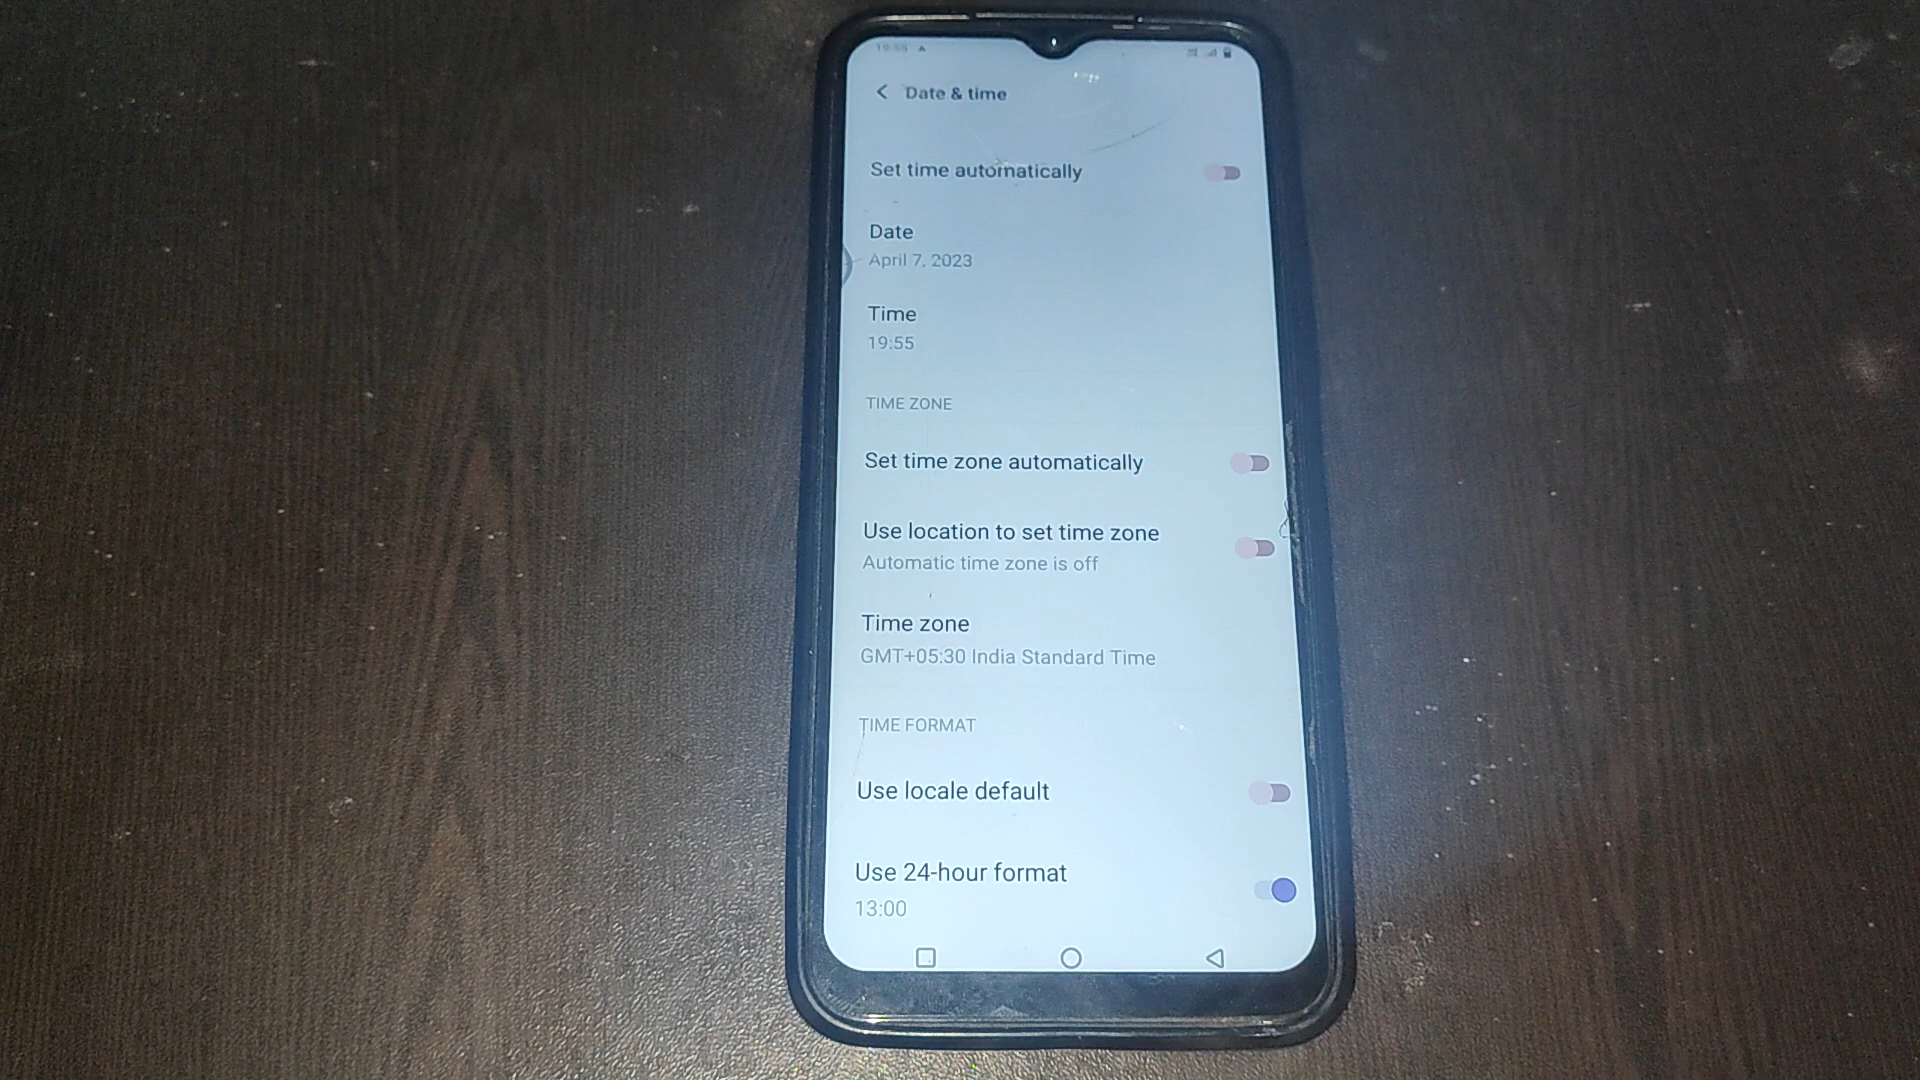 19:55
Date & time
Set time automatically
Date
April 7, 2023
Time
19:55
TIME ZONE
Set time zone automatically
Use location to set time zone
Automatic time zone is off
Time zone
GMT+05:30 India Standard Time
TIME FORMAT
Use locale default
Use 24-hour format
13:00